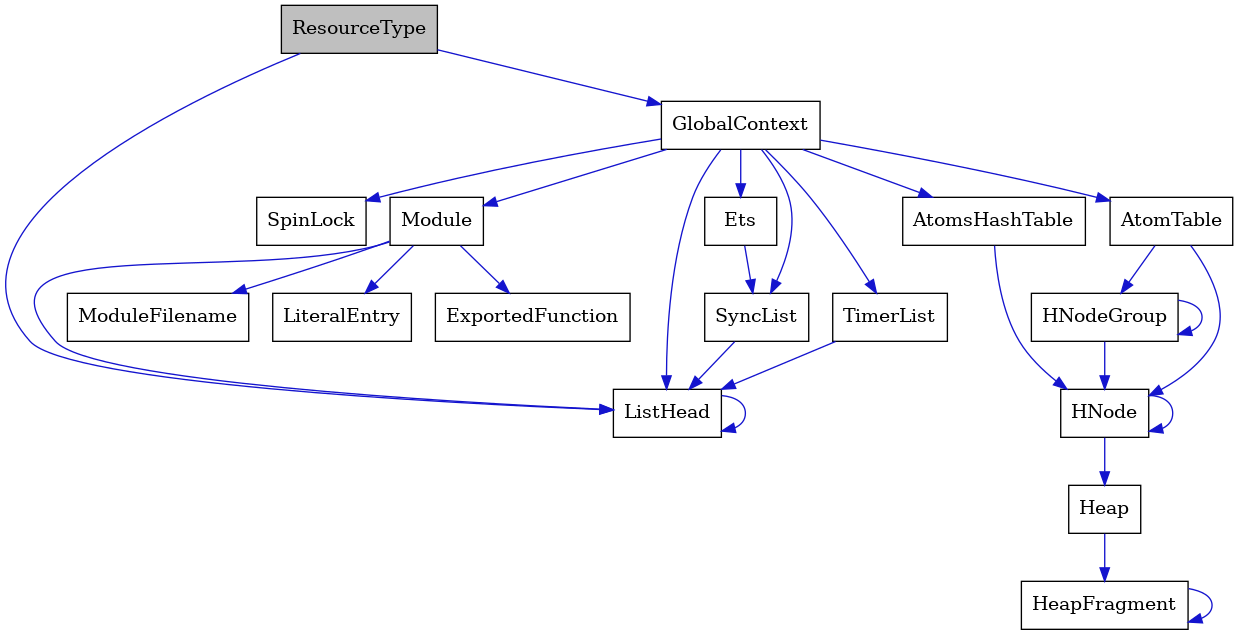 ResourceType
GlobalContext
SpinLock
Module
Ets
AtomsHashTable
AtomTable
ModuleFilename
LiteralEntry
ExportedFunction
SyncList
TimerList
HNodeGroup
ListHead
HNode
Heap
HeapFragment